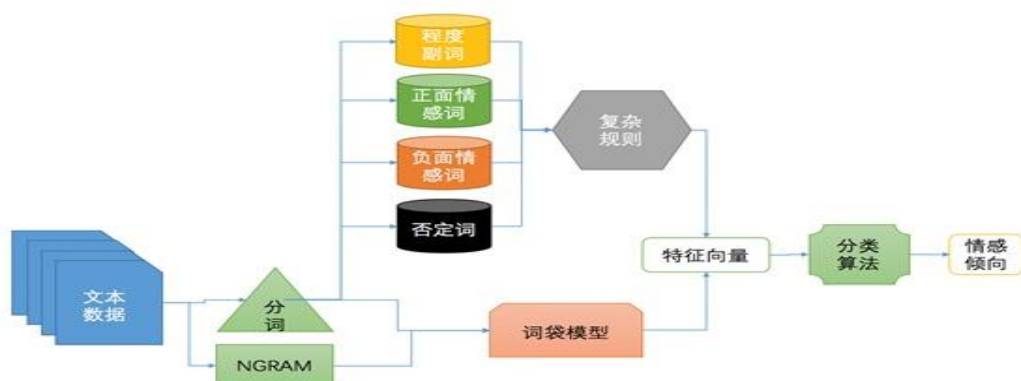 程度
副词
正面情
感词
负面情
感词
否定词
复杂
规则
文本
数据
分
词
NGRAM
词袋模型
特征向量
分类
算法
情感
倾向